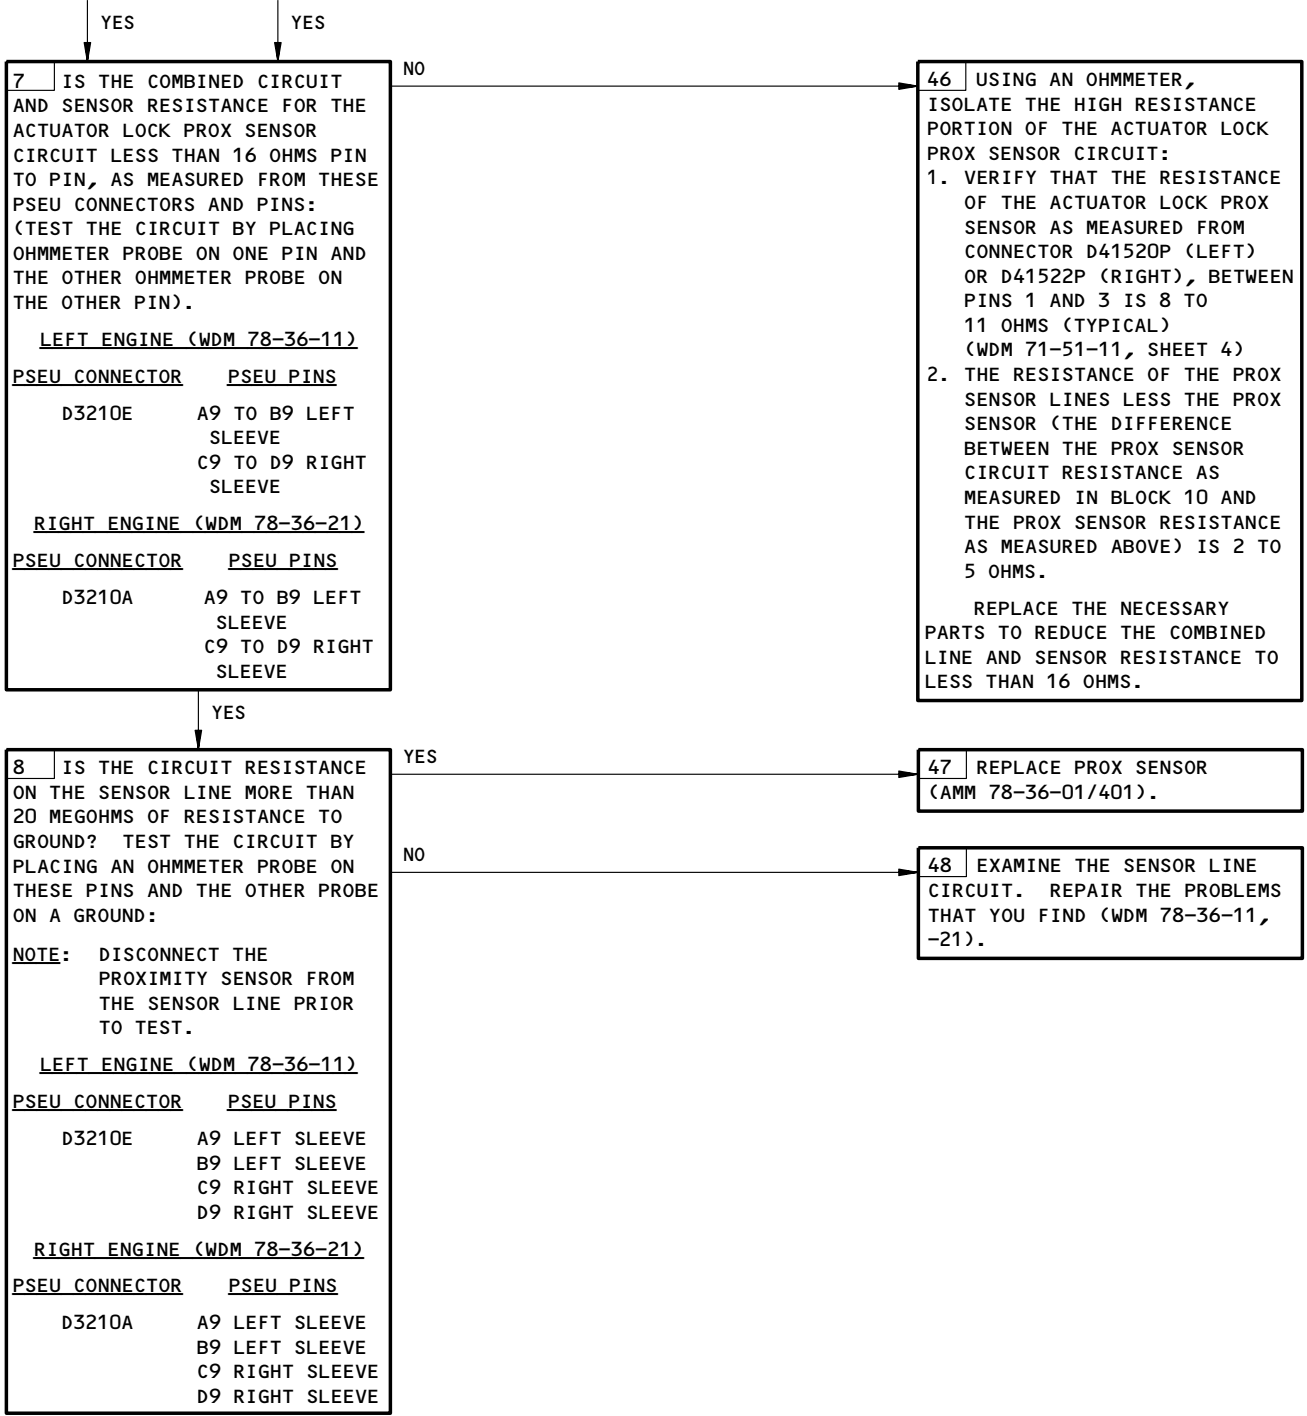 YES
YES
7 IS THE COMBINED CIRCUIT
AND SENSOR RESISTANCE FOR THE
ACTUATOR LOCK PROX SENSOR
CIRCUIT LESS THAN 16 OHMS PIN
TO PIN, AS MEASURED FROM THESE
PSEU CONNECTORS AND PINS:
(TEST THE CIRCUIT BY PLACING
OHMMETER PROBE ON ONE PIN AND
THE OTHER OHMMETER PROBE ON
THE OTHER PIN).
LEFT ENGINE (WDM 78-36-11)
PSEU CONNECTOR PSEU PINS
D3210E A9 TO B9 LEFT
SLEEVE
C9 TO D9 RIGHT
SLEEVE
RIGHT ENGINE (WDM 78-36-21)
PSEU CONNECTOR PSEU PINS
D3210A A9 TO B9 LEFT
SLEEVE
C9 TO D9 RIGHT
SLEEVE
NO
46 USING AN OHMMETER,
ISOLATE THE HIGH RESISTANCE
PORTION OF THE ACTUATOR LOCK
PROX SENSOR CIRCUIT:
1. VERIFY THAT THE RESISTANCE
OF THE ACTUATOR LOCK PROX
SENSOR AS MEASURED FROM
CONNECTOR D41520P (LEFT)
OR D41522P (RIGHT), BETWEEN
PINS 1 AND 3 IS 8 TO
11 OHMS (TYPICAL)
(WDM 71-51-11, SHEET 4)
2. THE RESISTANCE OF THE PROX
SENSOR LINES LESS THE PROX
SENSOR (THE DIFFERENCE
BETWEEN THE PROX SENSOR
CIRCUIT RESISTANCE AS
MEASURED IN BLOCK 10 AND
THE PROX SENSOR RESISTANCE
AS MEASURED ABOVE) IS 2 TO
5 OHMS.
REPLACE THE NECESSARY
PARTS TO REDUCE THE COMBINED
LINE AND SENSOR RESISTANCE TO
LESS THAN 16 OHMS.
YES
8 IS THE CIRCUIT RESISTANCE
ON THE SENSOR LINE MORE THAN
20 MEGOHMS OF RESISTANCE TO
GROUND? TEST THE CIRCUIT BY
PLACING AN OHMMETER PROBE ON
THESE PINS AND THE OTHER PROBE
ON A GROUND:
NOTE: DISCONNECT THE
PROXIMITY SENSOR FROM
THE SENSOR LINE PRIOR
TO TEST.
LEFT ENGINE (WDM 78-36-11)
PSEU CONNECTOR PSEU PINS
D3210E A9 LEFT SLEEVE
B9 LEFT SLEEVE
C9 RIGHT SLEEVE
D9 RIGHT SLEEVE
RIGHT ENGINE (WDM 78-36-21)
PSEU CONNECTOR PSEU PINS
D3210A A9 LEFT SLEEVE
B9 LEFT SLEEVE
C9 RIGHT SLEEVE
D9 RIGHT SLEEVE
YES
47 REPLACE PROX SENSOR
(AMM 78-36-01/401).
NO
48 EXAMINE THE SENSOR LINE
CIRCUIT. REPAIR THE PROBLEMS
THAT YOU FIND (WDM 78-36-11,
-21).